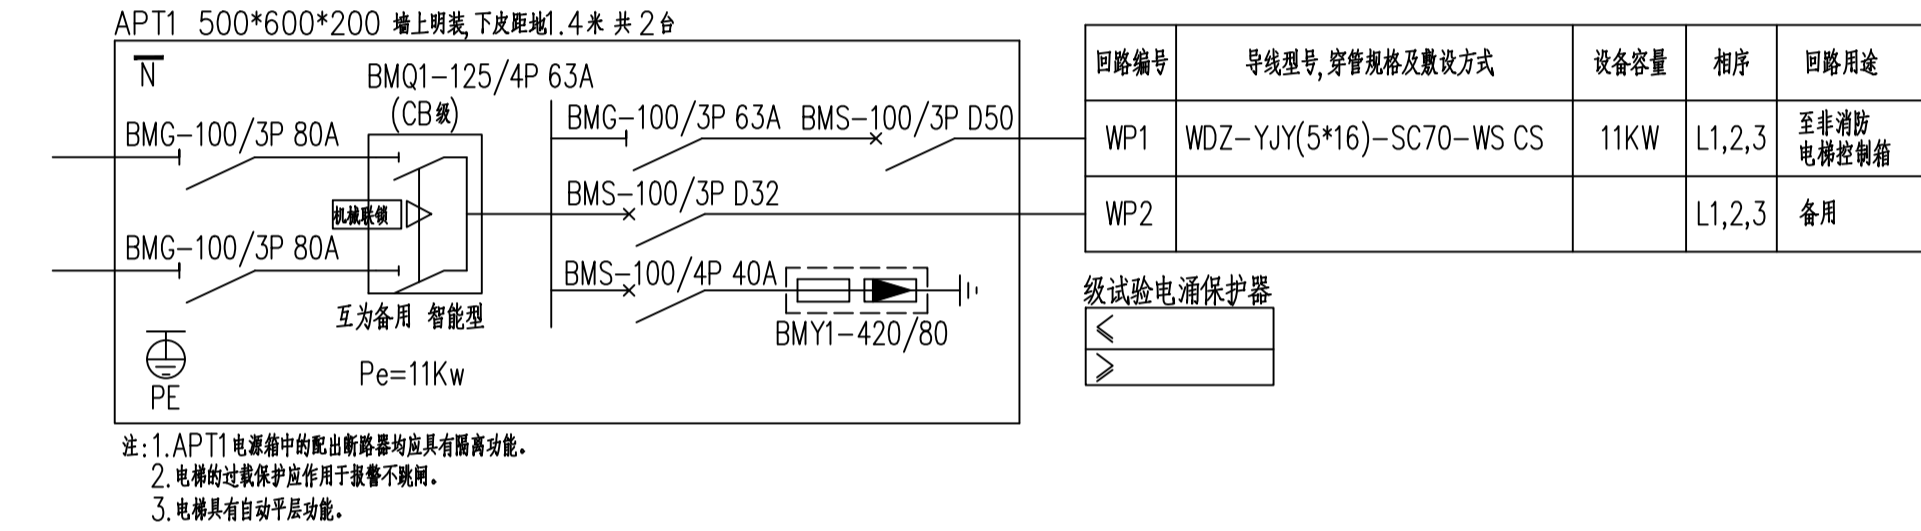 APT1 500*600*200 墙上明装,下皮距地1.4米 共2台
N
BMQ1-125/4P 63A
(CB级)
BMG-100/3P 80A
BMG-100/3P 63A BMS-100/3P D50
机械联锁
BMS-100/3P D32
BMG-100/3P 80A
BMS-100/4P 40A
互为备用 智能型
BMY1-420/80
Pe=11Kw
PE
回路编号 导线型号,穿管规格及敷设方式 设备容量 相序 回路用途
WP1 WDZ-YJY(5*16)-SC70-WS CS 11KW L1,2,3 至非消防
电梯控制箱
WP2 L1,2,3 备用
级试验电涌保护器
≤
≥
注:1.APT1电源箱中的配出断路器均应具有隔离功能。
2.电梯的过载保护应作用于报警不跳闸。
3.电梯具有自动平层功能。